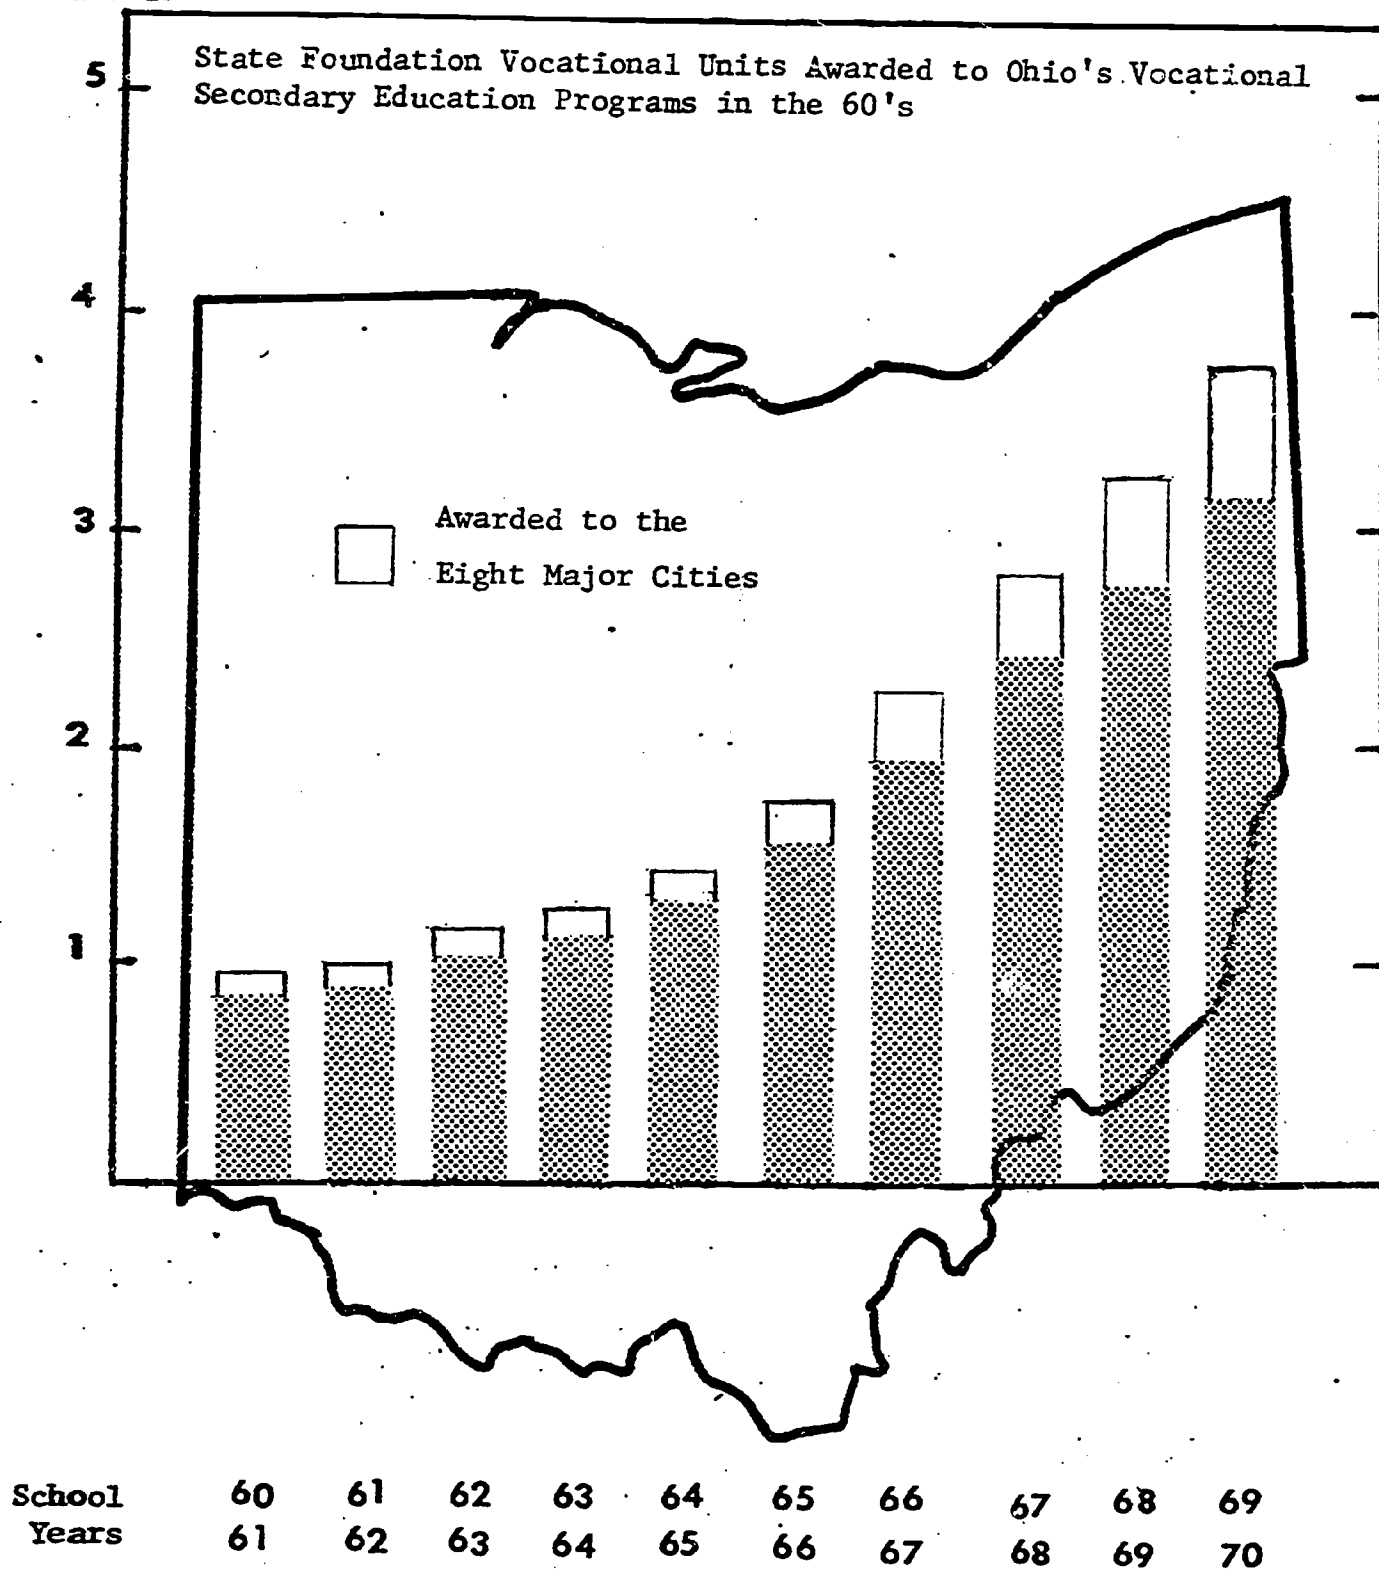 State Foundation Vocational Units Awarded to Ohio's Vocational
Secondary Education Programs in the 60's
5
4
3
2
1
Awarded to the
Eight Major Cities
School 60 61 62 63 64 65 66 67 68 69
Years 61 62 63 64 65 66 67 68 69 70